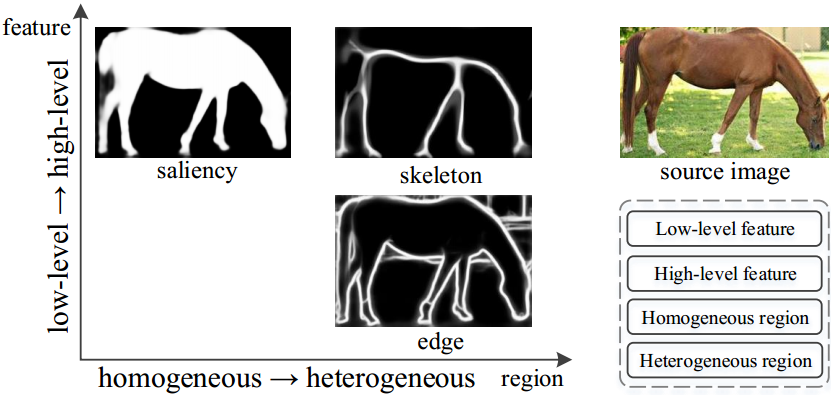 feature
low-level → high-level
saliency
skeleton
source image
edge
homogeneous → heterogeneous
region
Low-level feature
High-level feature
Homogeneous region
Heterogeneous region